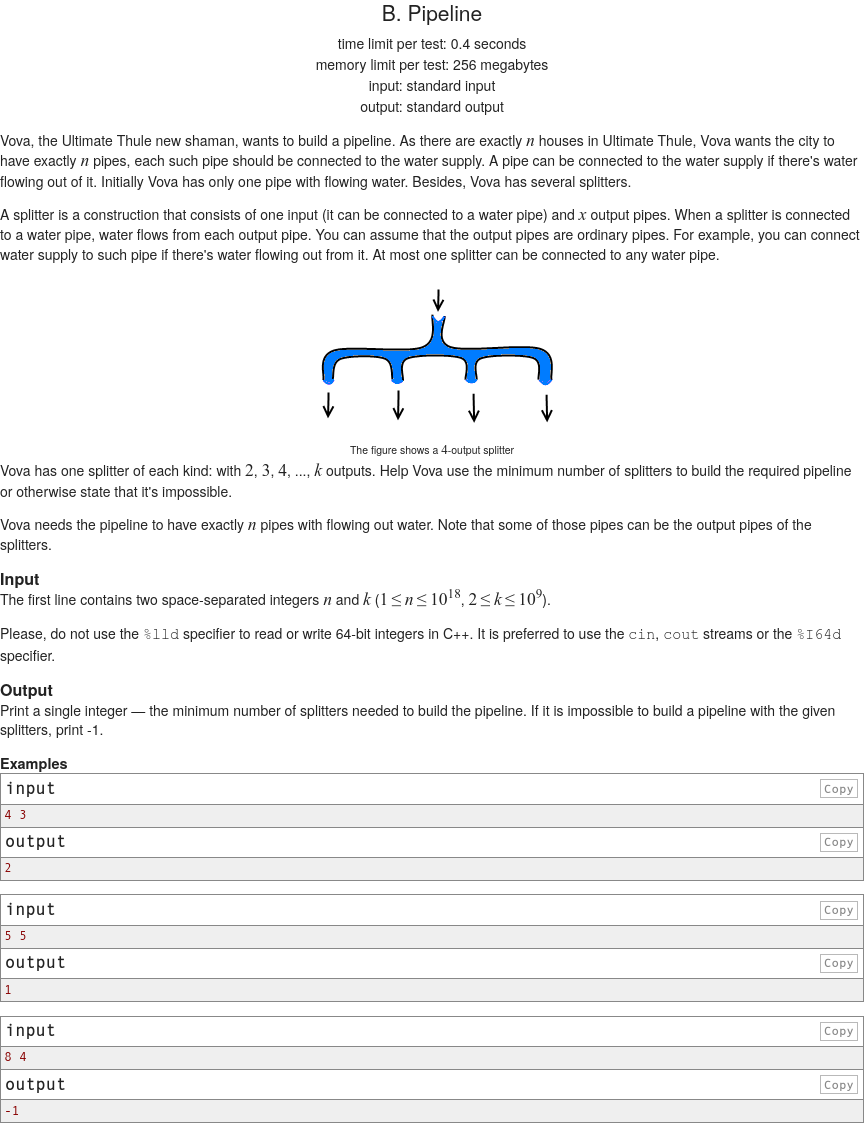 B. Pipeline
time limit per test: 0.4 seconds
memory limit per test: 256 megabytes
input: standard input
output: standard output
Vova, the Ultimate Thule new shaman, wants to build a pipeline. As there are exactly n houses in Ultimate Thule, Vova wants the city to
have exactly n pipes, each such pipe should be connected to the water supply. A pipe can be connected to the water supply if there's water
flowing out of it. Initially Vova has only one pipe with flowing water. Besides, Vova has several splitters.
A splitter is a construction that consists of one input (it can be connected to a water pipe) and x output pipes. When a splitter is connected
to a water pipe, water flows from each output pipe. You can assume that the output pipes are ordinary pipes. For example, you can connect
water supply to such pipe if there's water flowing out from it. At most one splitter can be connected to any water pipe.
The figure shows a 4-output splitter
Vova has one splitter of each kind: with 2, 3, 4, ..., k outputs. Help Vova use the minimum number of splitters to build the required pipeline
or otherwise state that it's impossible.
Vova needs the pipeline to have exactly n pipes with flowing out water. Note that some of those pipes can be the output pipes of the
splitters.
Input
The first line contains two space-separated integers n and k (1 ≤ n ≤ 10^18, 2 ≤ k ≤ 10^9).
Please, do not use the %lld specifier to read or write 64-bit integers in C++. It is preferred to use the cin, cout streams or the %I64d
specifier.
Output
Print a single integer — the minimum number of splitters needed to build the pipeline. If it is impossible to build a pipeline with the given
splitters, print -1.
Examples
input Copy
4 3
output Copy
2
input Copy
5 5
output Copy
1
input Copy
8 4
output Copy
-1